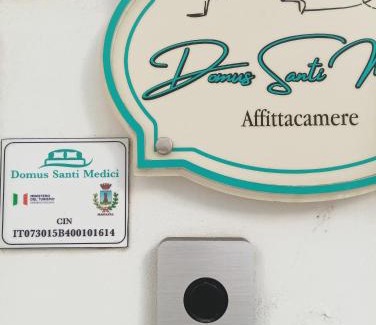 Domus Santi M
Affittacamere
Domus Santi Medici
MINISTERO
DEL TURISMO
CIN
IT073015B400101614